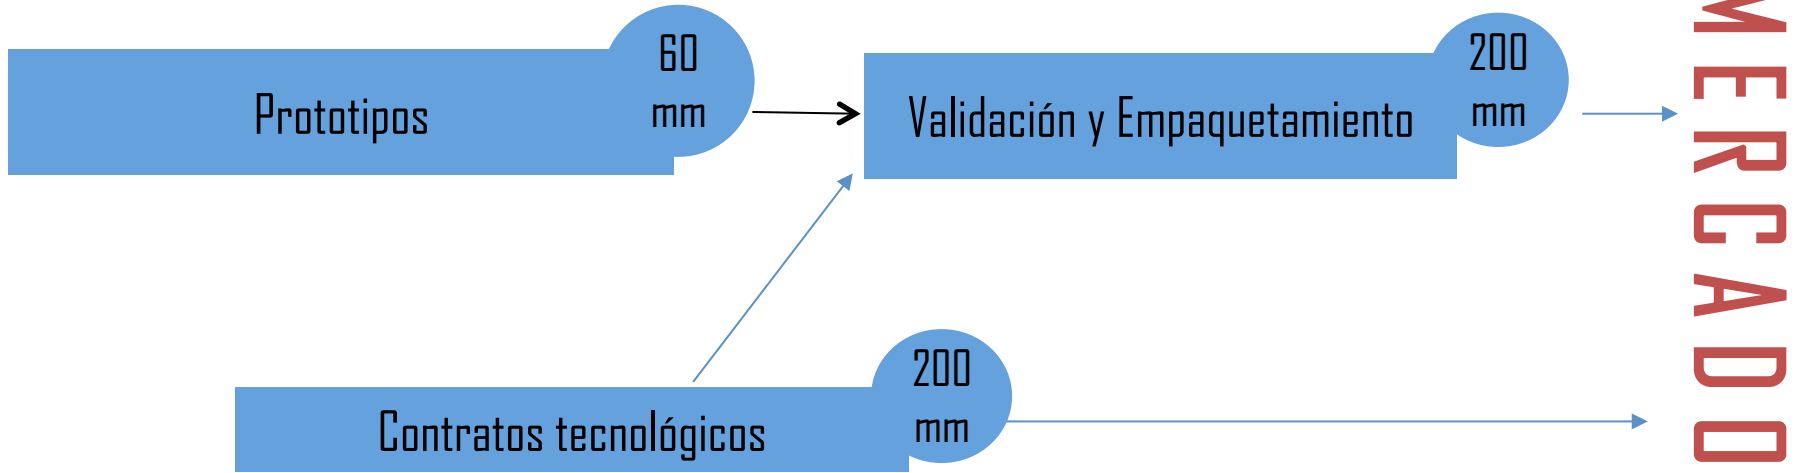 Prototipos
60
mm
Validación y Empaquetamiento
200
mm
Contratos tecnológicos
200
mm
MERCADO